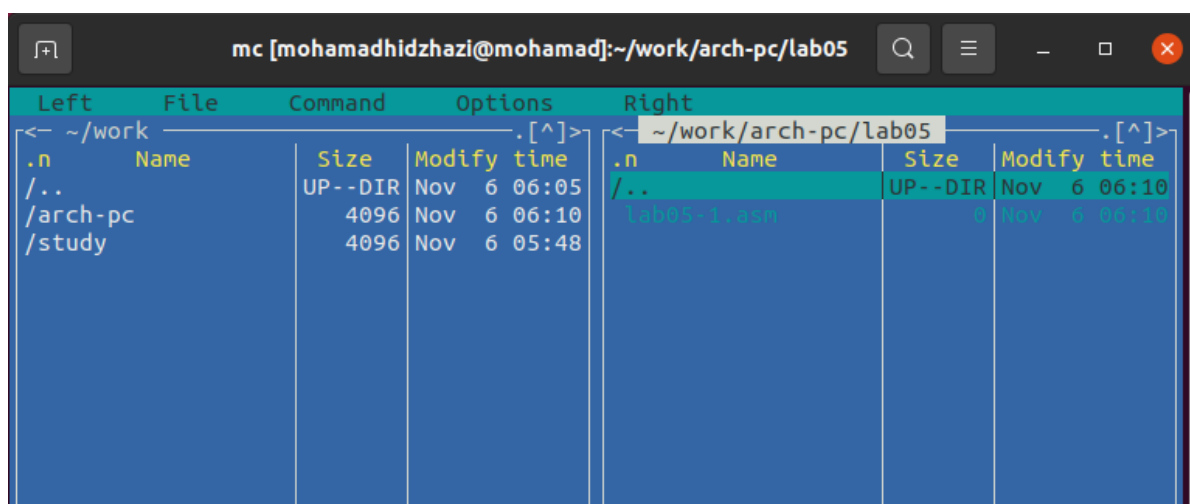 mc [mohamadhidzhazi@mohamad]:~/work/arch-pc/lab05
Left File Command Options Right
<─ ~/work ─.[^]>
.n Name Size Modify time
/.. UP--DIR Nov 6 06:05
/arch-pc 4096 Nov 6 06:10
/study 4096 Nov 6 05:48
<─ ~/work/arch-pc/lab05 ─.[^]>
.n Name Size Modify time
/.. UP--DIR Nov 6 06:10
lab05-1.asm 0 Nov 6 06:10